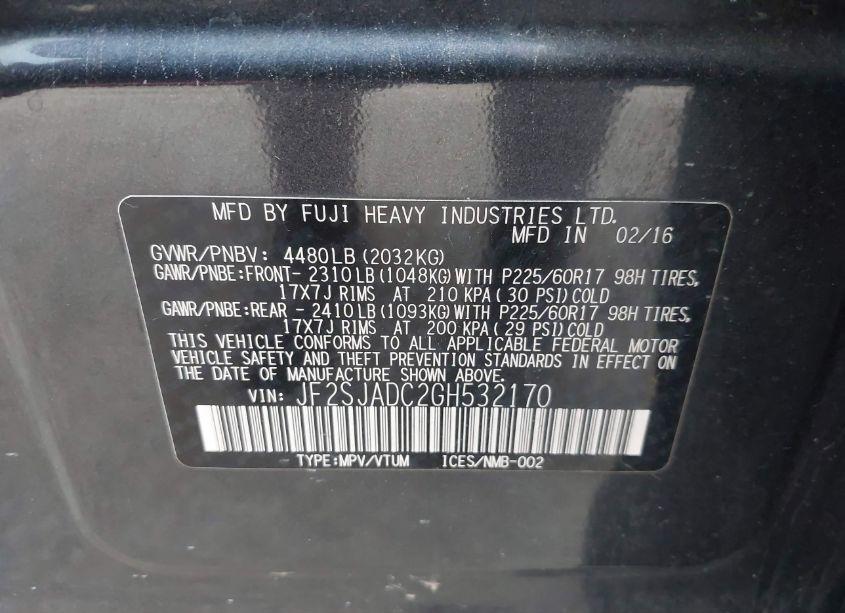 MFD BY FUJI HEAVY INDUSTRIES LTD.
MFD IN 02/16
GVWR/PNBV: 4480LB(2032KG)
GAWR/PNBE:FRONT- 2310LB(1048KG)WITH P225/60R17 98H TIRES,
17X7J RIMS AT 210 KPA(30 PSI)COLD
GAWR/PNBE:REAR - 2410LB(1093KG)WITH P225/60R17 98H TIRES,
17X7J RIMS AT 200 KPA(29 PSI)COLD
THIS VEHICLE CONFORMS TO ALL APPLICABLE FEDERAL MOTOR
VEHICLE SAFETY AND THEFT PREVENTION STANDARDS IN EFFECT ON
THE DATE OF MANUFACTURE SHOWN ABOVE.
VIN: JF2SJADC2GH532170
TYPE:MPV/VTUM ICES/NMB-002